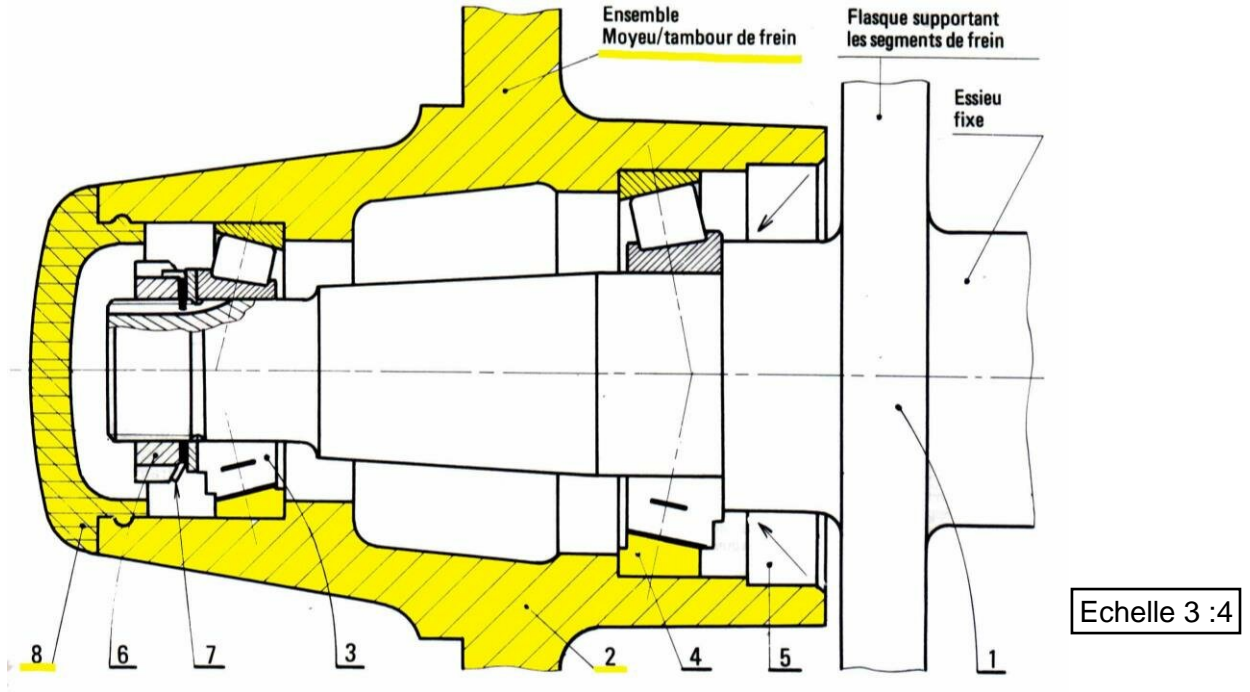 Ensemble
Moyeu/tambour de frein
Flasque supportant
les segments de frein
Essieu
fixe
Echelle 3 :4
8 6 7 3 2 4 5 1